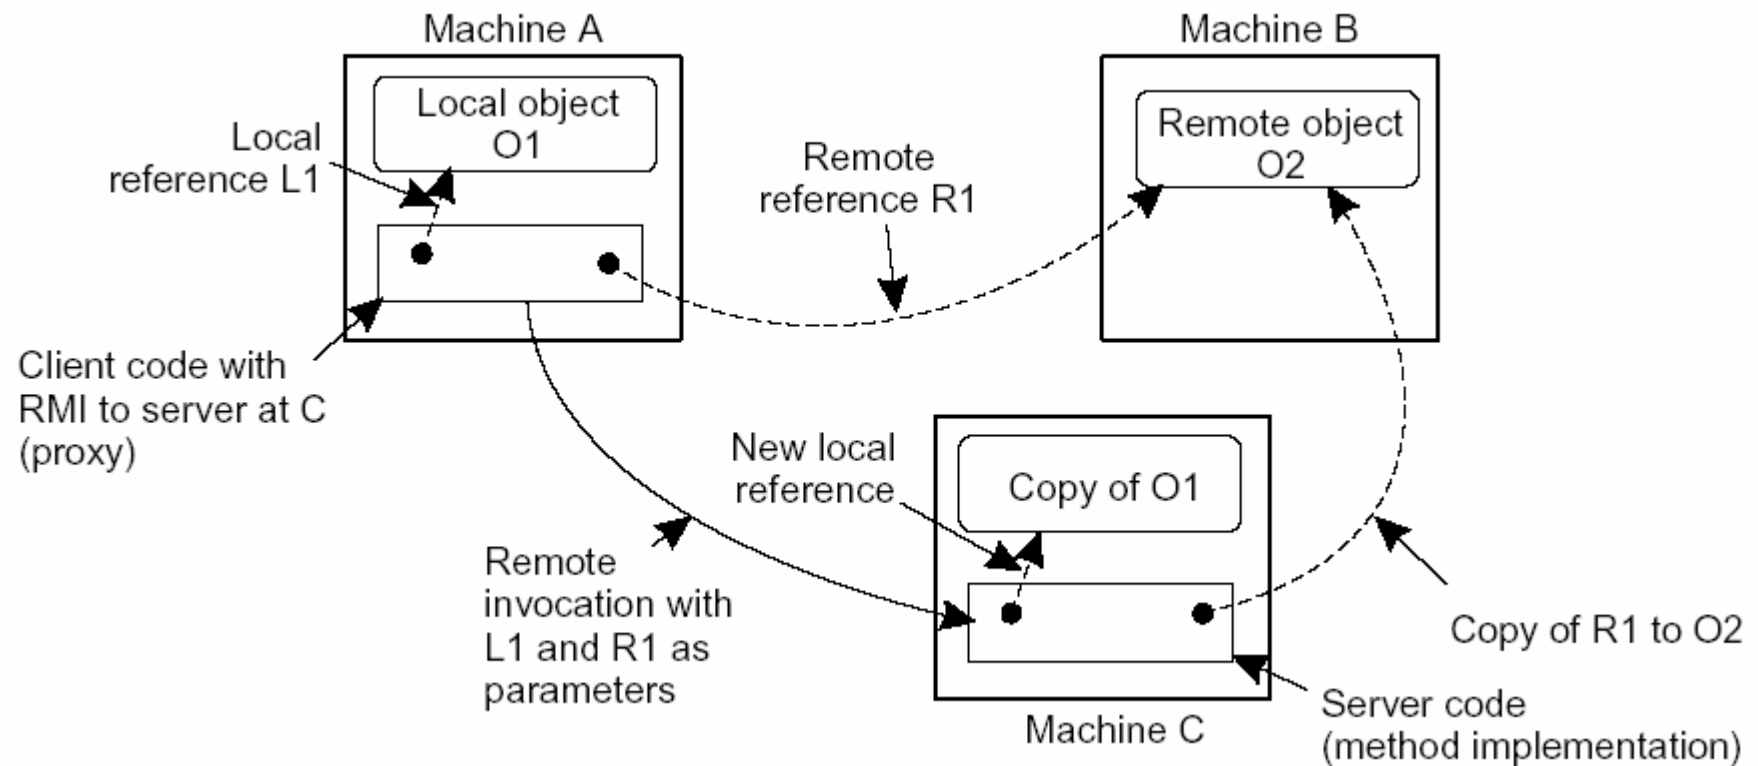 Machine A
Machine B
Local object
O1
Remote object
O2
Local
reference L1
Remote
reference R1
Client code with
RMI to server at C
(proxy)
New local
reference
Copy of O1
Remote
invocation with
L1 and R1 as
parameters
Copy of R1 to O2
Machine C
Server code
(method implementation)